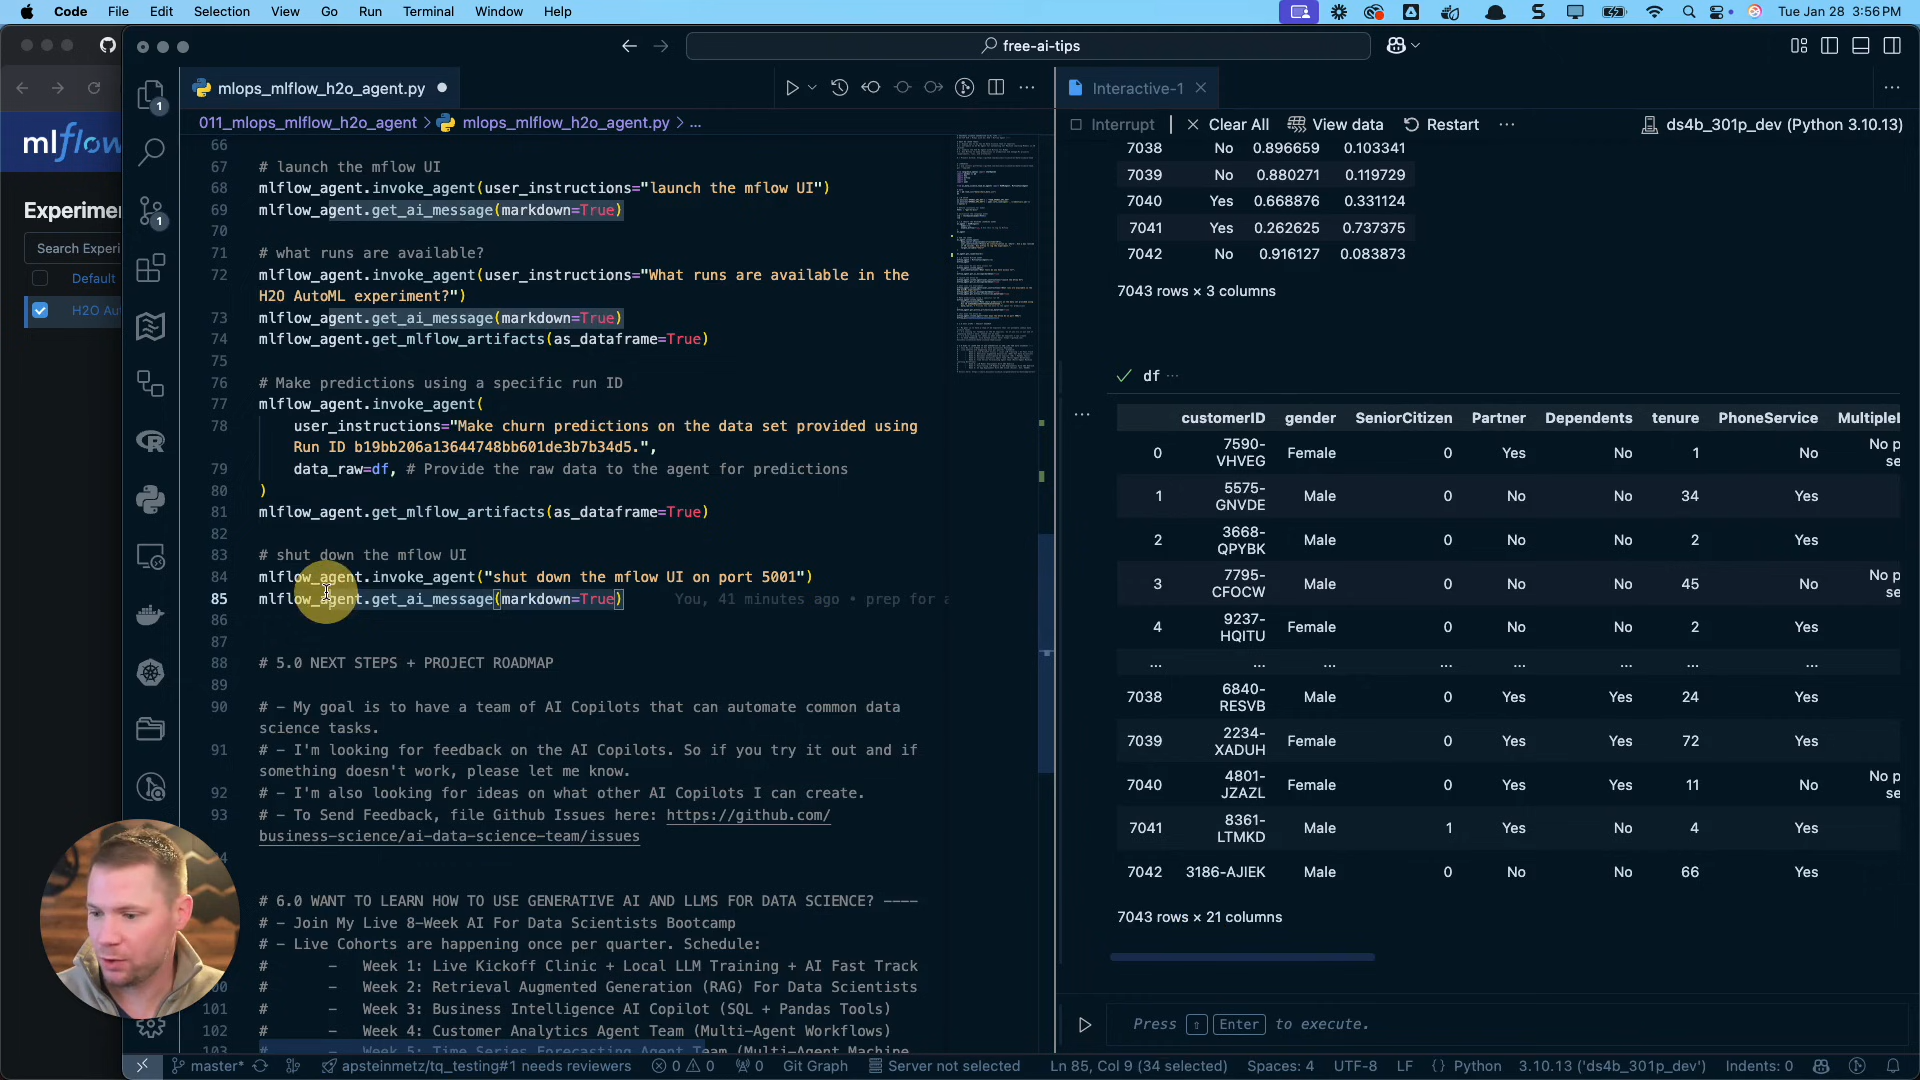 Code File Edit Selection View Go Run Terminal Window Help
Tue Jan 28 3:56 PM
free-ai-tips
mlops_mlflow_h2o_agent.py
011_mlops_mlflow_h2o_agent > mlops_mlflow_h2o_agent.py > ...
mlflow
Experimen
Search Experi
Default
H2O Au
1
1
66
67 # launch the mflow UI
68 mlflow_agent.invoke_agent(user_instructions="launch the mflow UI")
69 mlflow_agent.get_ai_message(markdown=True)
70
71 # what runs are available?
72 mlflow_agent.invoke_agent(user_instructions="What runs are available in the
H2O AutoML experiment?")
73 mlflow_agent.get_ai_message(markdown=True)
74 mlflow_agent.get_mlflow_artifacts(as_dataframe=True)
75
76 # Make predictions using a specific run ID
77 mlflow_agent.invoke_agent(
78 user_instructions="Make churn predictions on the data set provided using
Run ID b19bb206a13644748bb601de3b7b34d5.",
79 data_raw=df, # Provide the raw data to the agent for predictions
80 )
81 mlflow_agent.get_mlflow_artifacts(as_dataframe=True)
82
83 # shut down the mflow UI
84 mlflow_agent.invoke_agent("shut down the mflow UI on port 5001")
85 mlflow_agent.get_ai_message(markdown=True) You, 41 minutes ago • prep for a
86
87
88 # 5.0 NEXT STEPS + PROJECT ROADMAP
89
90 # - My goal is to have a team of AI Copilots that can automate common data
science tasks.
91 # - I'm looking for feedback on the AI Copilots. So if you try it out and if
something doesn't work, please let me know.
92 # - I'm also looking for ideas on what other AI Copilots I can create.
93 # - To Send Feedback, file Github Issues here: https://github.com/
business-science/ai-data-science-team/issues
# 6.0 WANT TO LEARN HOW TO USE GENERATIVE AI AND LLMS FOR DATA SCIENCE? ----
# - Join My Live 8-Week AI For Data Scientists Bootcamp
# - Live Cohorts are happening once per quarter. Schedule:
# - Week 1: Live Kickoff Clinic + Local LLM Training + AI Fast Track
# - Week 2: Retrieval Augmented Generation (RAG) For Data Scientists
101 # - Week 3: Business Intelligence AI Copilot (SQL + Pandas Tools)
102 # - Week 4: Customer Analytics Agent Team (Multi-Agent Workflows)
103 # - Week 5: Time Series Forecasting Agent Team (Multi-Agent Machine
Interactive-1
Interrupt | Clear All View data Restart ... ds4b_301p_dev (Python 3.10.13)
7038 No 0.896659 0.103341
7039 No 0.880271 0.119729
7040 Yes 0.668876 0.331124
7041 Yes 0.262625 0.737375
7042 No 0.916127 0.083873
7043 rows × 3 columns
df ...
customerID gender SeniorCitizen Partner Dependents tenure PhoneService Multiple
0 7590-VHVEG Female 0 Yes No 1 No No p se
1 5575-GNVDE Male 0 No No 34 Yes
2 3668-QPYBK Male 0 No No 2 Yes
3 7795-CFOCW Male 0 No No 45 No No p se
4 9237-HQITU Female 0 No No 2 Yes
... ... ... ... ... ... ... ...
7038 6840-RESVB Male 0 Yes Yes 24 Yes
7039 2234-XADUH Female 0 Yes Yes 72 Yes
7040 4801-JZAZL Female 0 Yes Yes 11 No No p se
7041 8361-LTMKD Male 1 Yes No 4 Yes
7042 3186-AJIEK Male 0 No No 66 Yes
7043 rows × 21 columns
Press ⇧ Enter to execute.
master* apsteinmetz/tq_testing#1 needs reviewers 0 0 0 Git Graph Server not selected Ln 85, Col 9 (34 selected) Spaces: 4 UTF-8 LF {} Python 3.10.13 ('ds4b_301p_dev') Indents: 0